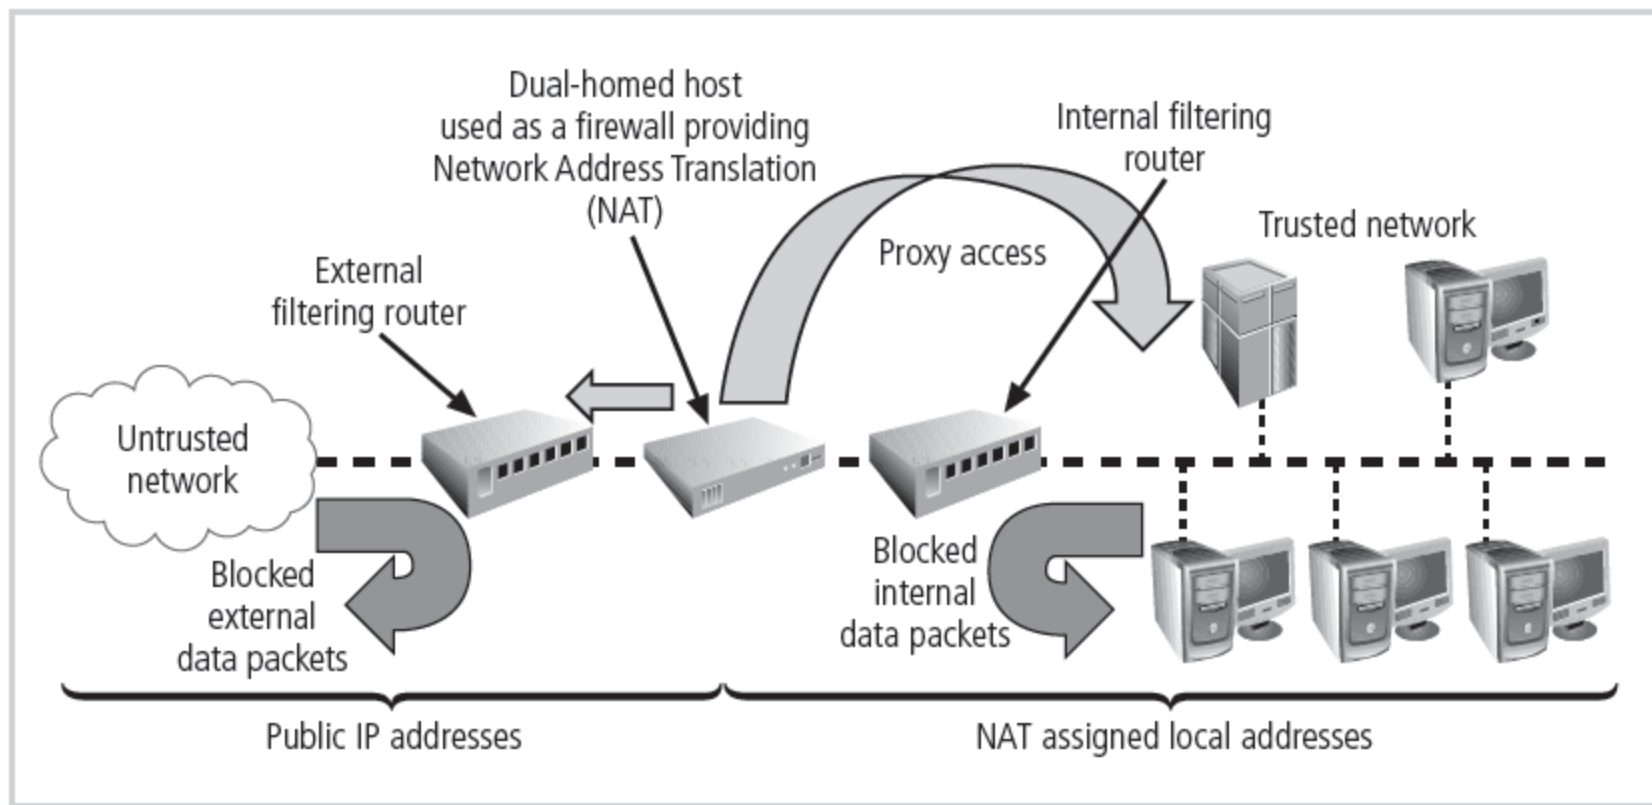 Dual-homed host
used as a firewall providing
Network Address Translation
(NAT)
Internal filtering
router
Proxy access
Trusted network
External
filtering router
Untrusted
network
Blocked
external
data packets
Blocked
internal
data packets
Public IP addresses
NAT assigned local addresses